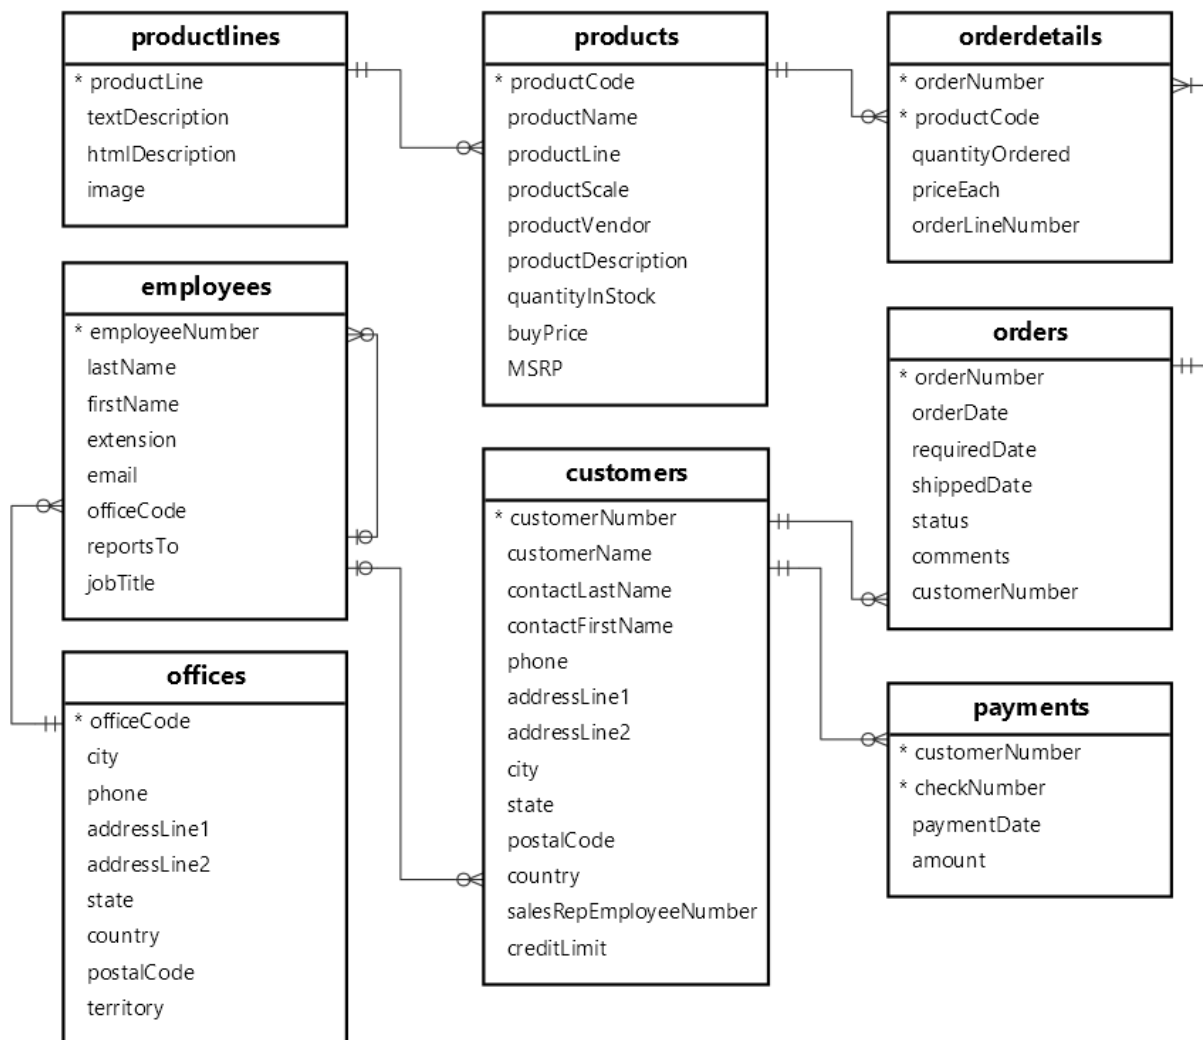 productlines
* productLine
textDescription
htmlDescription
image
products
* productCode
productName
productLine
productScale
productVendor
productDescription
quantityInStock
buyPrice
MSRP
orderdetails
* orderNumber
* productCode
quantityOrdered
priceEach
orderLineNumber
employees
* employeeNumber
lastName
firstName
extension
email
officeCode
reportsTo
jobTitle
customers
* customerNumber
customerName
contactLastName
contactFirstName
phone
addressLine1
addressLine2
city
state
postalCode
country
salesRepEmployeeNumber
creditLimit
orders
* orderNumber
orderDate
requiredDate
shippedDate
status
comments
customerNumber
offices
* officeCode
city
phone
addressLine1
addressLine2
state
country
postalCode
territory
payments
* customerNumber
* checkNumber
paymentDate
amount